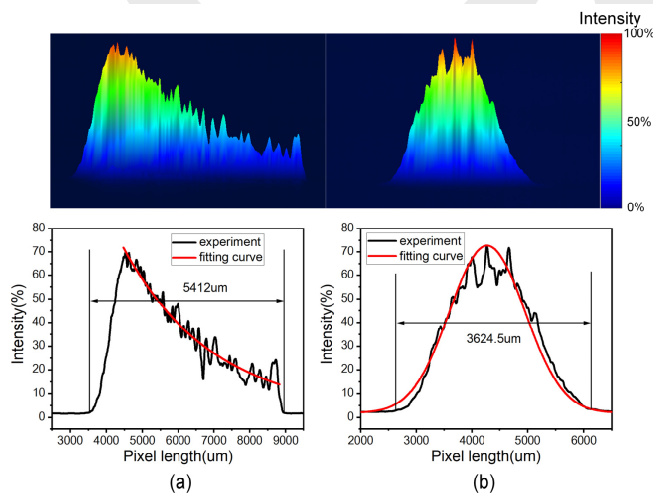 Intensity
100%
50%
0%
80
70
60
50
40
30
20
10
0
Intensity(%)
experiment
fitting curve
5412um
3000
4000
5000
6000
7000
8000
9000
Pixel length(um)
(a)
80
70
60
50
40
30
20
10
0
Intensity(%)
experiment
fitting curve
3624.5um
2000
3000
4000
5000
6000
Pixel length(um)
(b)